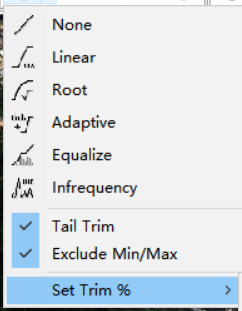 None
Linear
Root
Adaptive
Equalize
Infrequency
Tail Trim
Exclude Min/Max
Set Trim %